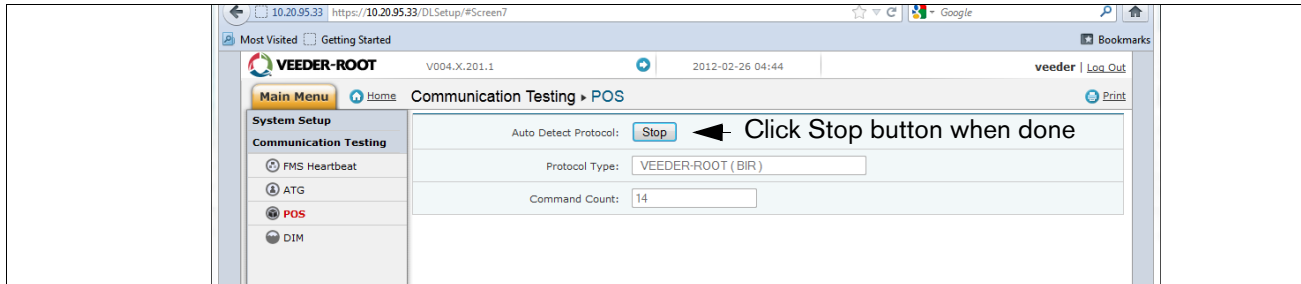 10.20.95.33 https://10.20.95.33/DLSetup/#Screen7 Google
Most Visited Getting Started Bookmarks
VEEDER-ROOT V004.X.201.1 2012-02-26 04:44 veeder | Log Out
Main Menu Home Communication Testing ▸ POS Print
System Setup
Auto Detect Protocol: Stop Click Stop button when done
Communication Testing
FMS Heartbeat
Protocol Type: VEEDER-ROOT (BIR)
ATG
Command Count: 14
POS
DIM